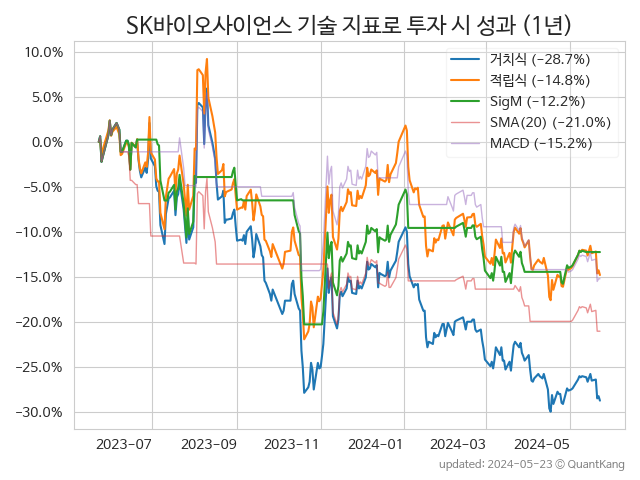 SK바이오사이언스 기술 지표로 투자 시 성과 (1년)
10.0%
5.0%
0.0%
−5.0%
−10.0%
−15.0%
−20.0%
−25.0%
−30.0%
거치식 (−28.7%)
적립식 (−14.8%)
SigM (−12.2%)
SMA(20) (−21.0%)
MACD (−15.2%)
2023-07 2023-09 2023-11 2024-01 2024-03 2024-05
updated: 2024-05-23 ⓒ QuantKang